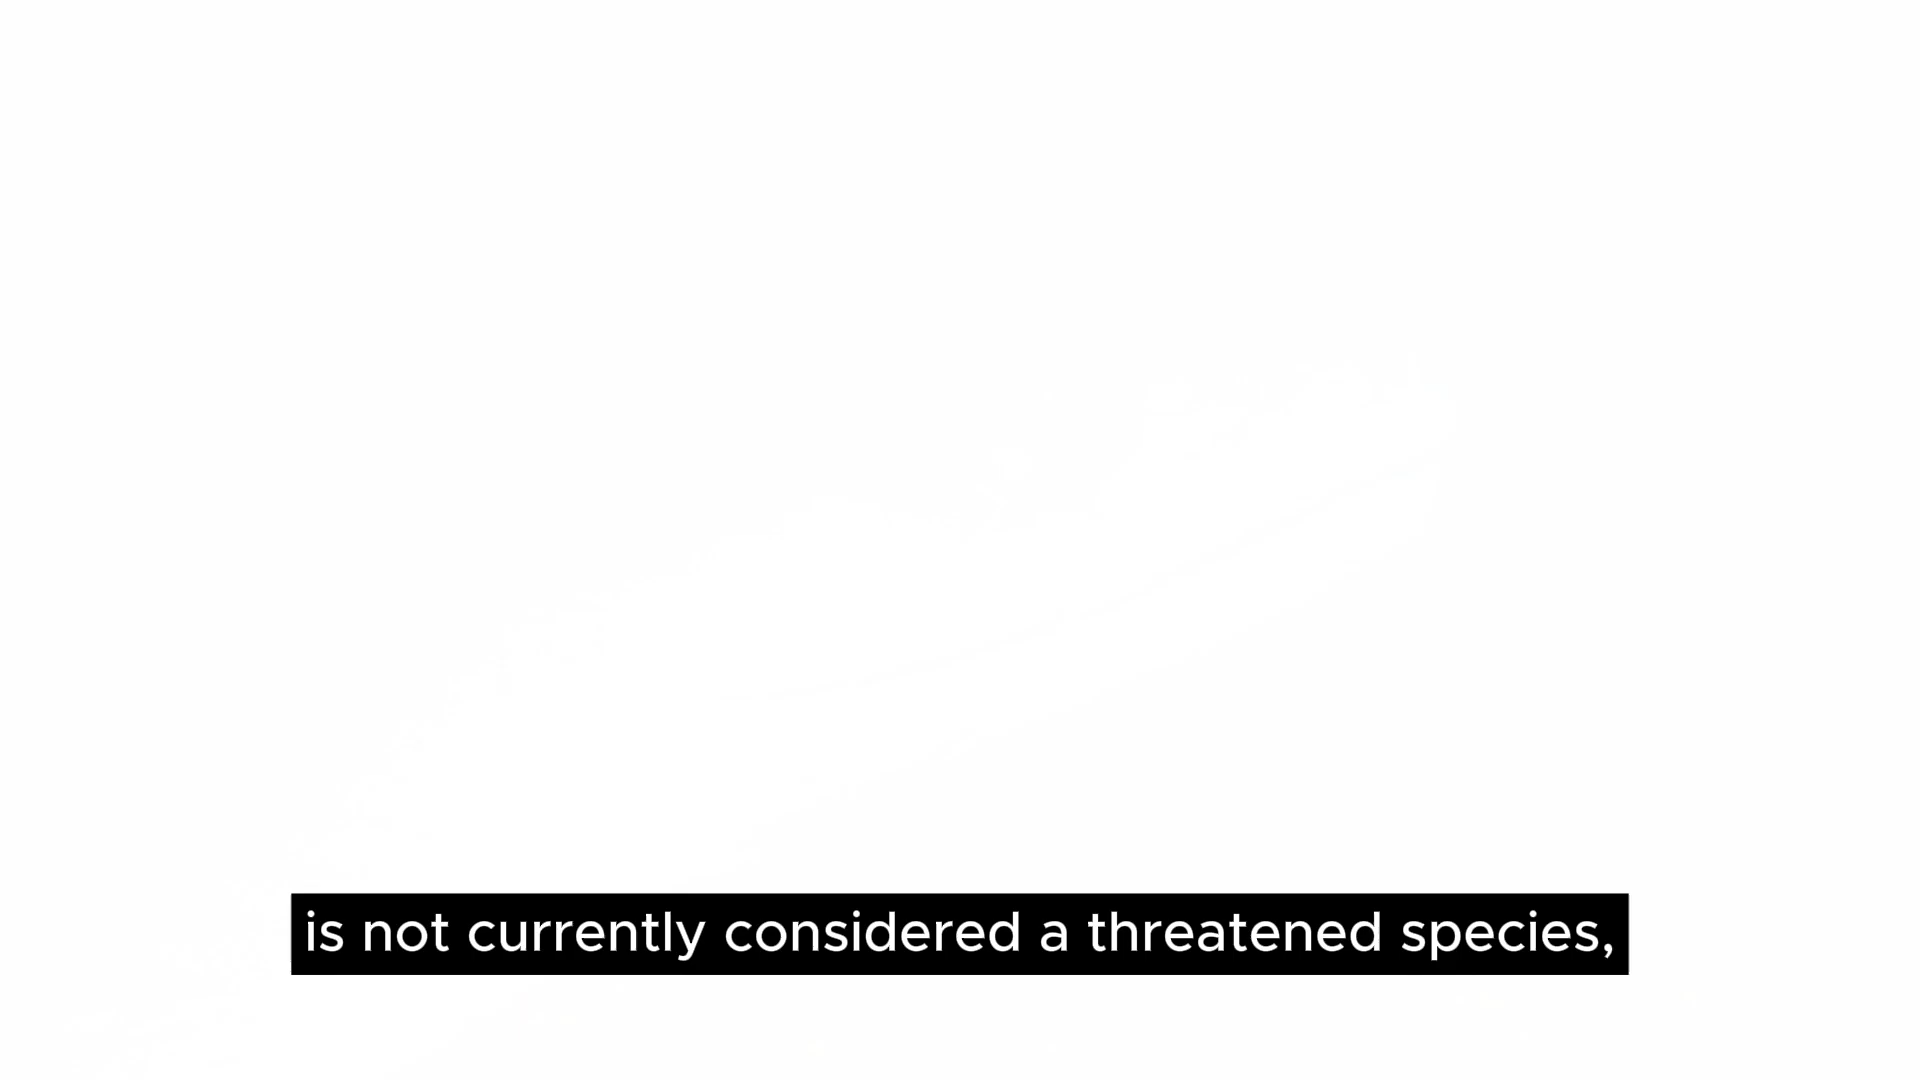 is not currently considered a threatened species,